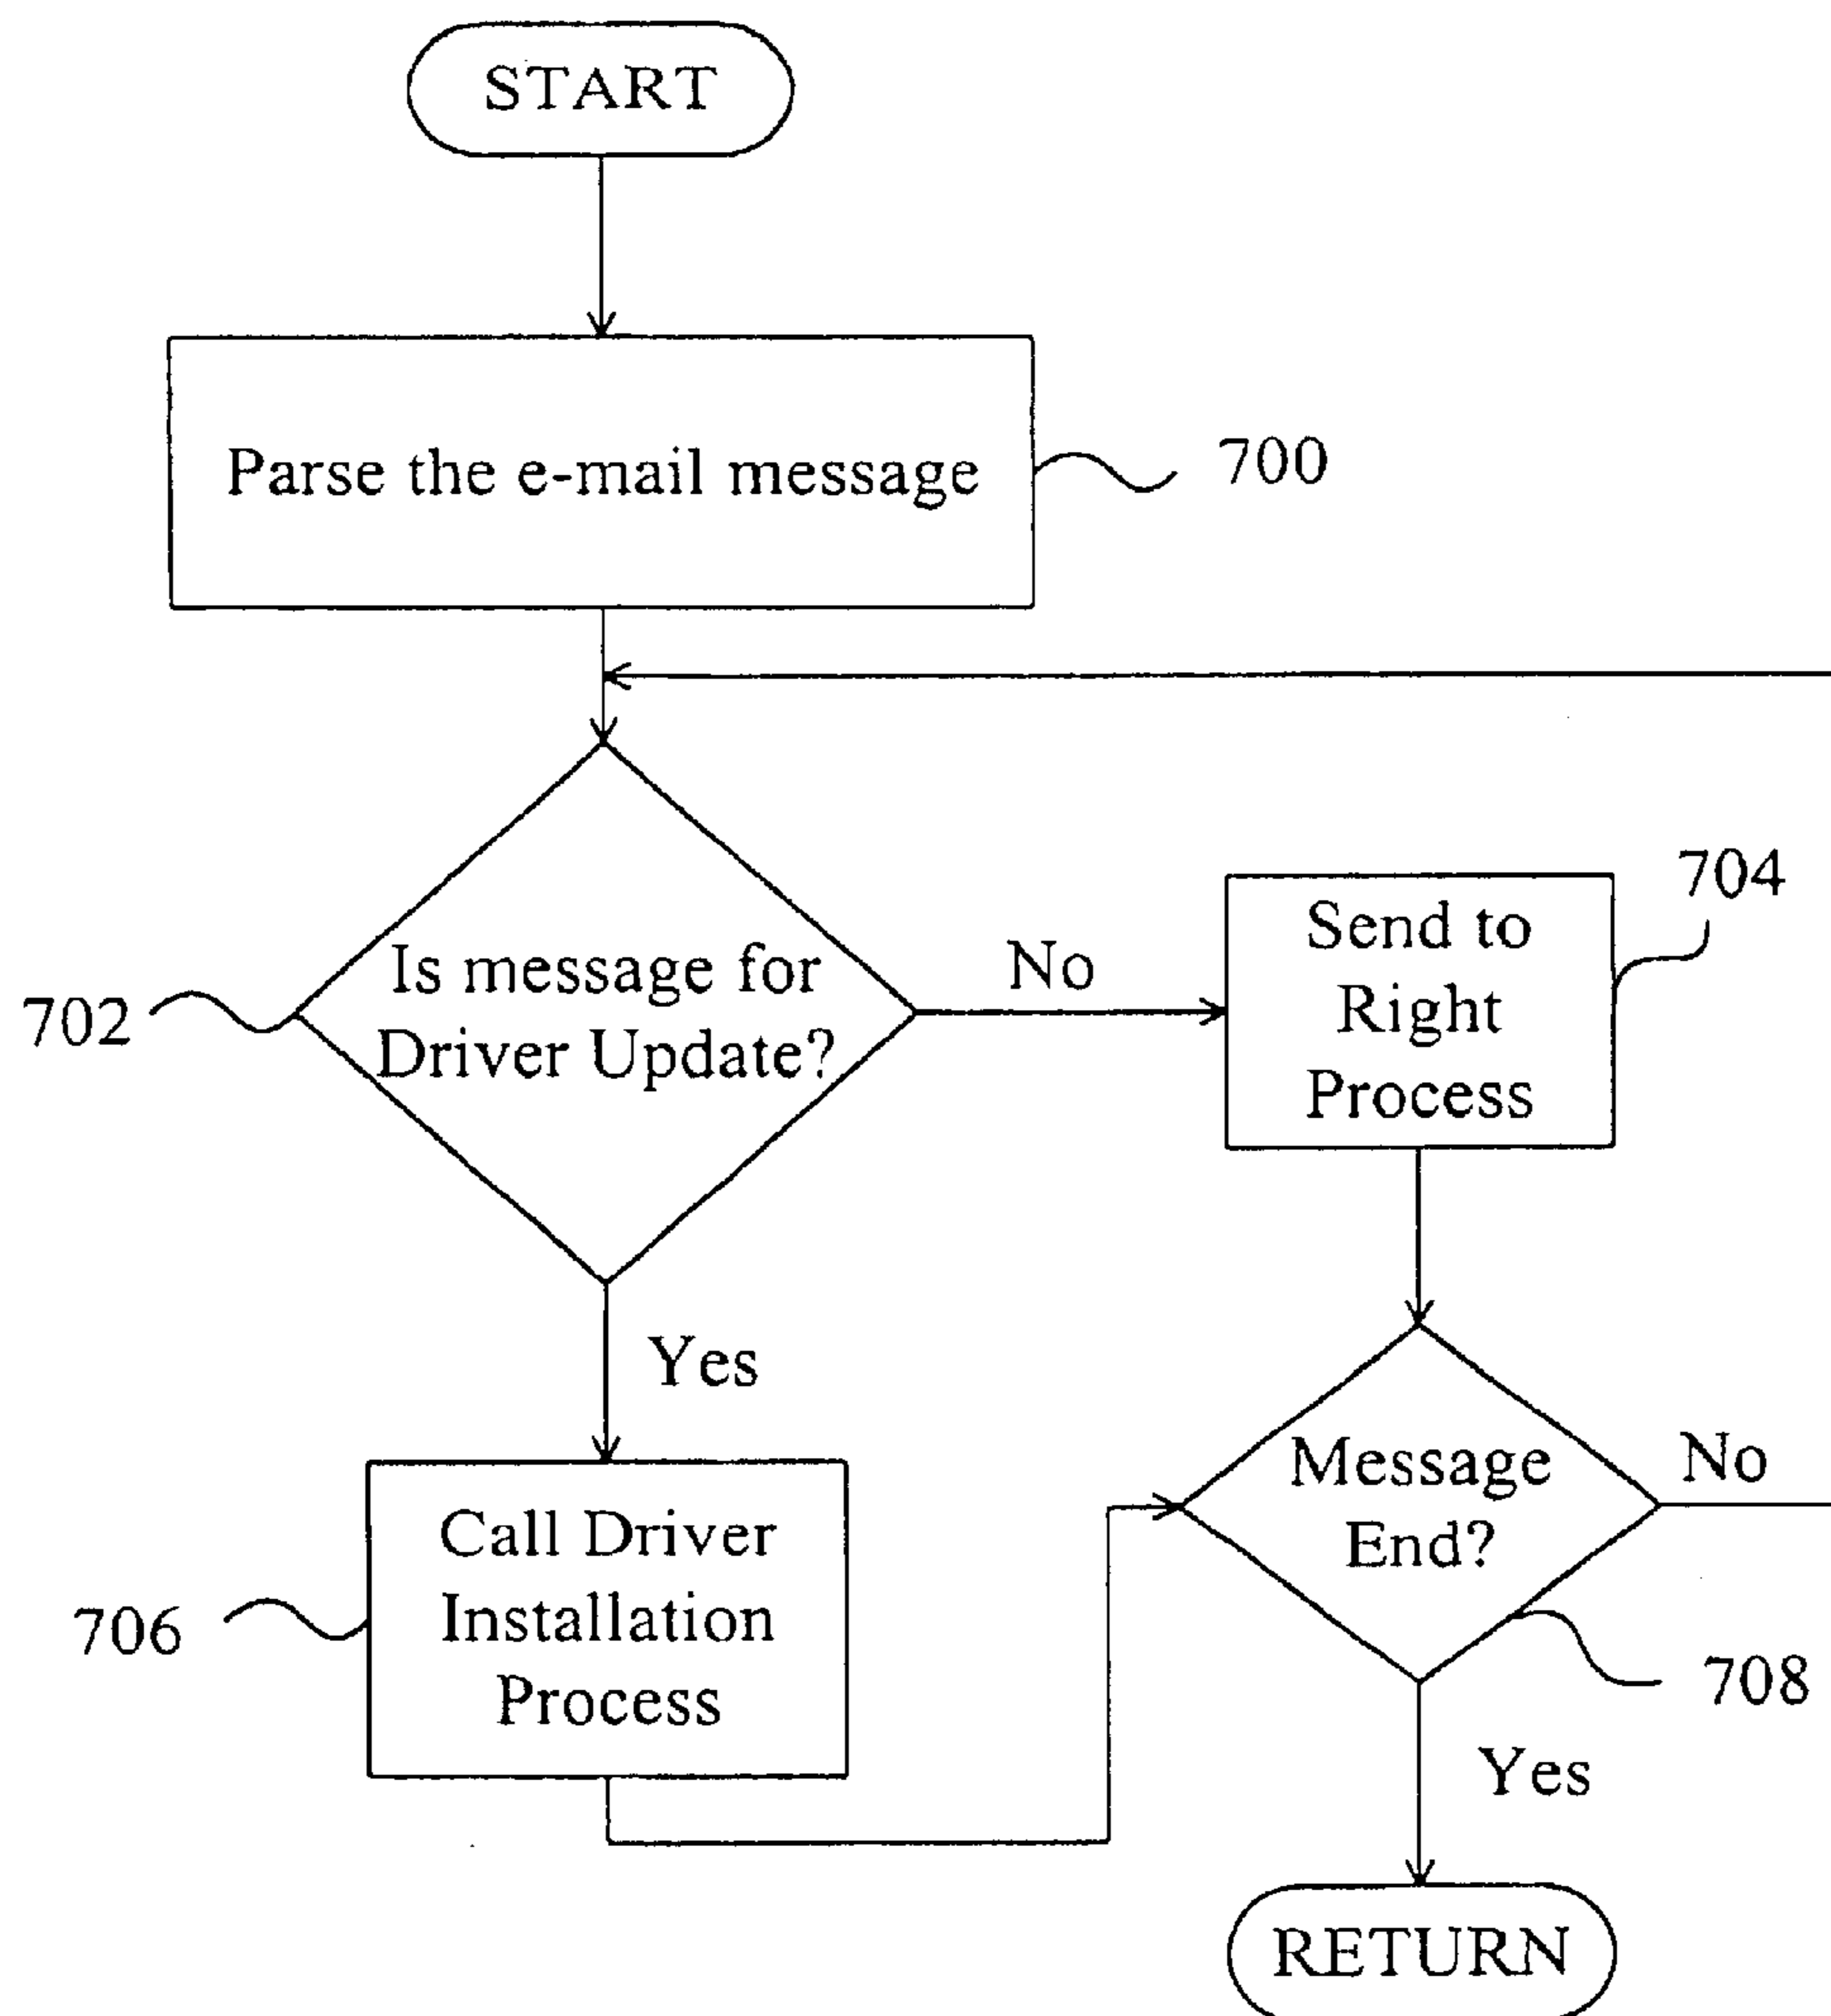 START
Parse the e-mail message
700
704
Send to
Right
Process
No
Is message for
Driver Update?
702
Yes
Message
End?
No
Call Driver
Installation
Process
706
708
Yes
RETURN